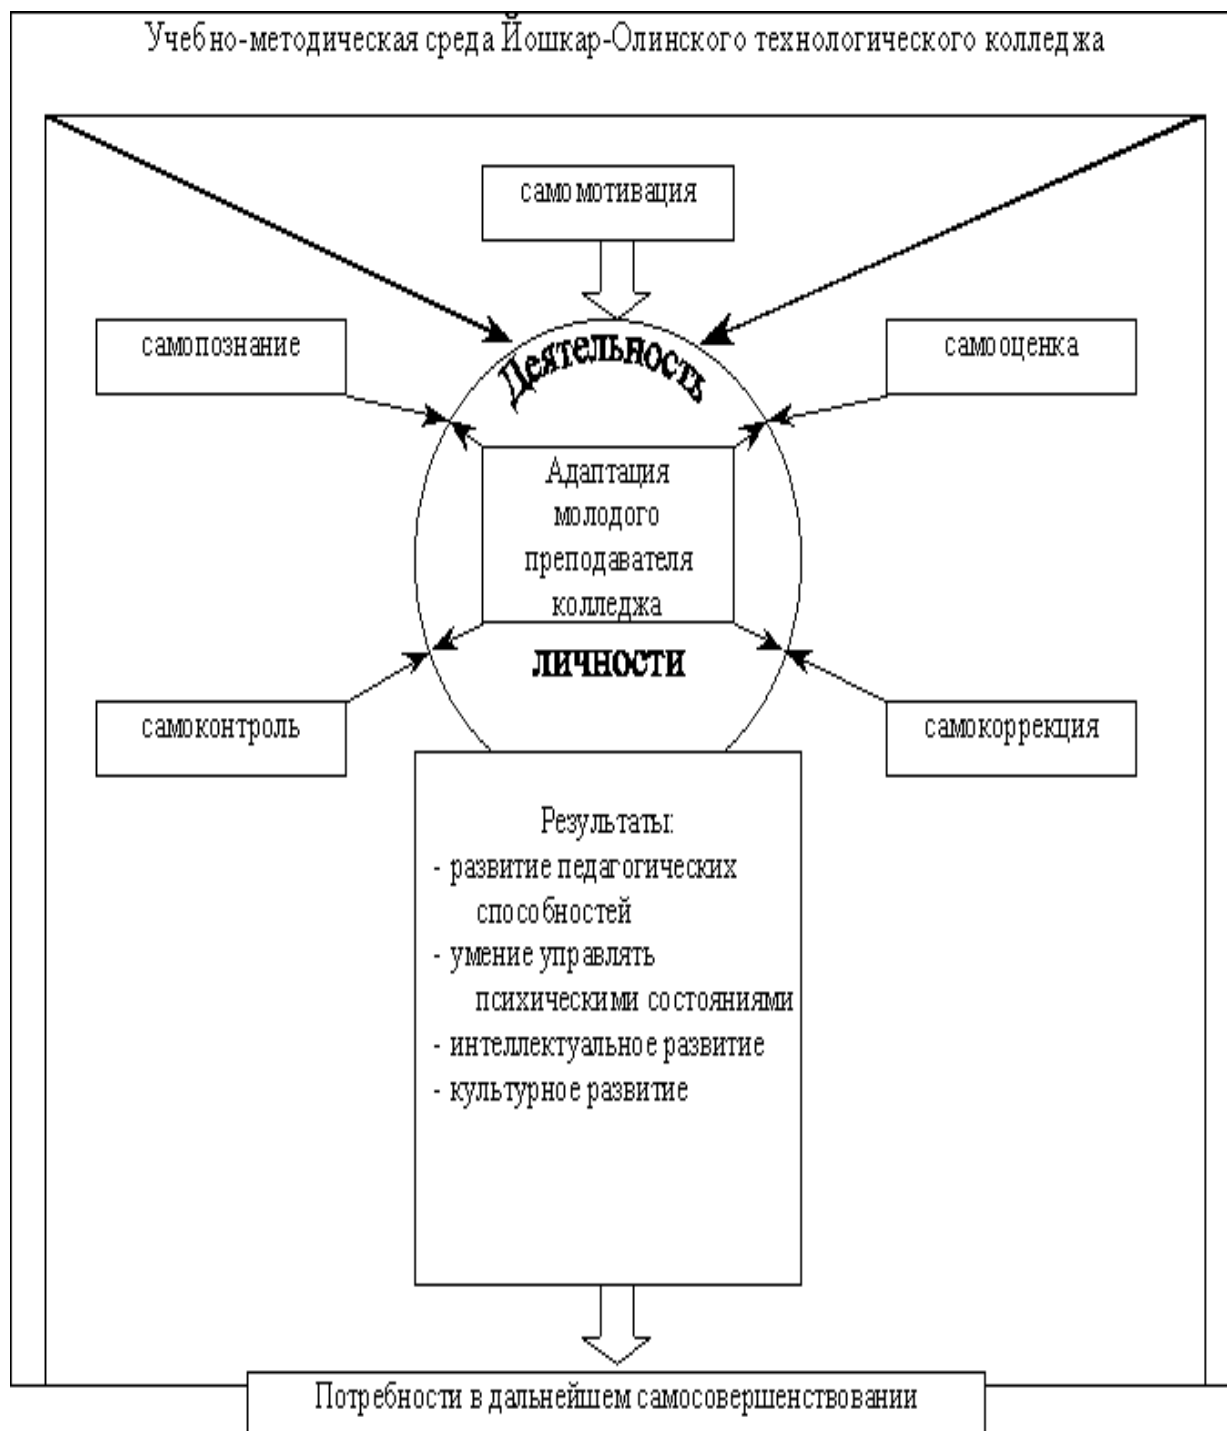 Учебно-методическая среда Йошкар-Олинского технологического колледжа
самомотивация
самопознание
самооценка
Деятельность
Адаптация
молодого
преподавателя
колледжа
личности
самоконтроль
самокоррекция
Результаты:
- развитие педагогических
способностей
- умение управлять
психическими состояниями
- интеллектуальное развитие
- культурное развитие
Потребности в дальнейшем самосовершенствовании